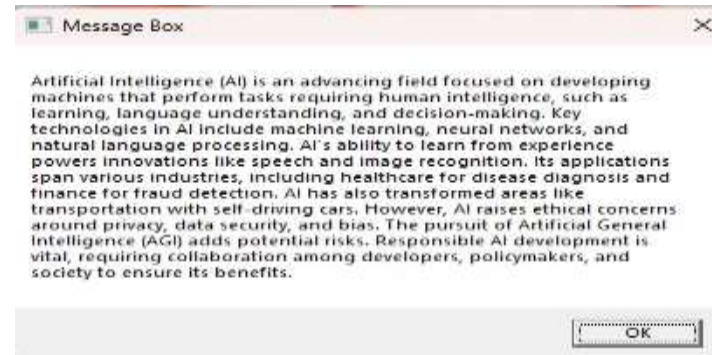 Message Box
Artificial Intelligence (AI) is an advancing field focused on developing
machines that perform tasks requiring human intelligence, such as
learning, language understanding, and decision-making. Key
technologies in AI include machine learning, neural networks, and
natural language processing. AI's ability to learn from experience
powers innovations like speech and image recognition. Its applications
span various industries, including healthcare for disease diagnosis and
finance for fraud detection. AI has also transformed areas like
transportation with self-driving cars. However, AI raises ethical concerns
around privacy, data security, and bias. The pursuit of Artificial General
Intelligence (AGI) adds potential risks. Responsible AI development is
vital, requiring collaboration among developers, policymakers, and
society to ensure its benefits.
OK